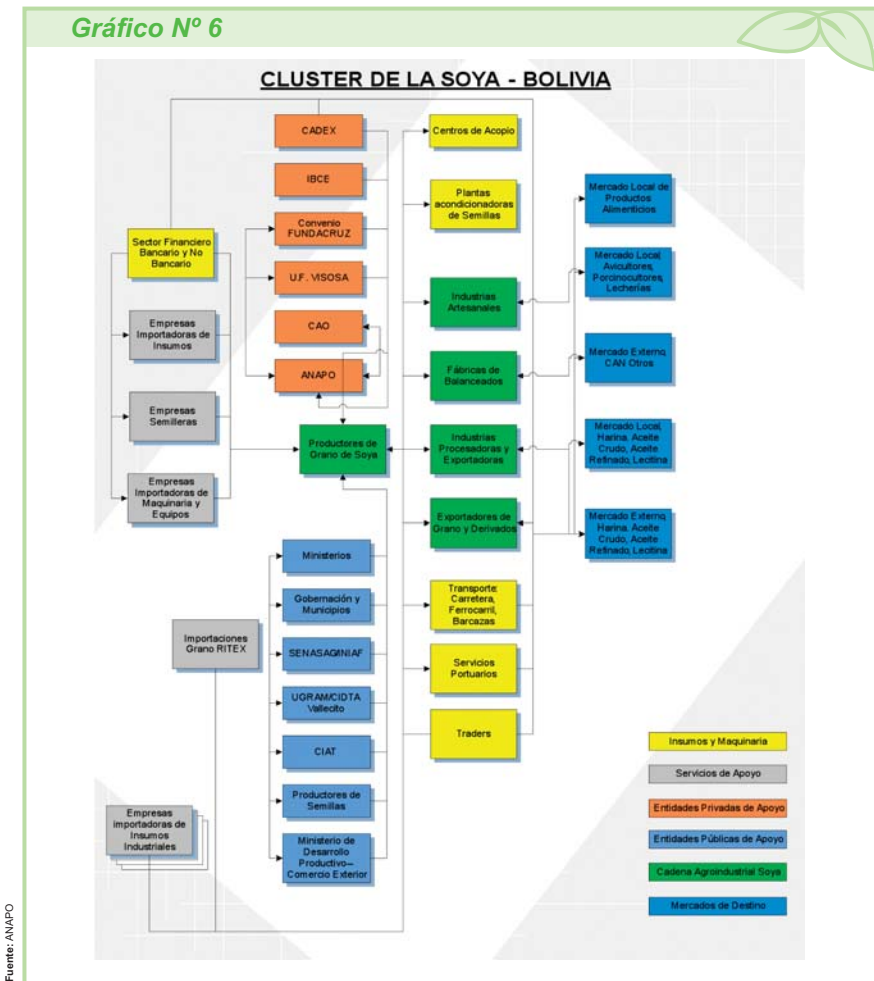 Gráfico Nº 6
CLUSTER DE LA SOYA - BOLIVIA
CADEX
IBCE
Convenio
FUNDACRUZ
U.F. VISOSA
CAO
ANAPO
Sector Financiero
Bancario y No
Bancario
Empresas
Importadoras de
Insumos
Empresas
Semilleras
Empresas
Importadoras de
Maquinaria y
Equipos
Productores de
Grano de Soya
Ministerios
Gobernación y
Municipios
SENASAG/INIAF
UGRAM/CIDTA
Vallecito
CIAT
Productores de
Semillas
Ministerio de
Desarrollo
Productivo—
Comercio Exterior
Importaciones
Grano RITEX
Empresas
importadoras de
Insumos
Industriales
Centros de Acopio
Plantas
acondicionadoras
de Semillas
Industrias
Artesanales
Fábricas de
Balanceados
Industrias
Procesadoras y
Exportadoras
Exportadores de
Grano y Derivados
Transporte:
Carretera,
Ferrocarril,
Barcazas
Servicios
Portuarios
Traders
Mercado Local de
Productos
Alimenticios
Mercado Local,
Avicultores,
Porcinocultores,
Lecherías
Mercado Externo,
CAN Otros
Mercado Local,
Harina, Aceite
Crudo, Aceite
Refinado, Lecitina
Mercado Externo,
Harina, Aceite
Crudo, Aceite
Refinado, Lecitina
Insumos y Maquinaria
Servicios de Apoyo
Entidades Privadas de Apoyo
Entidades Públicas de Apoyo
Cadena Agroindustrial Soya
Mercados de Destino
Fuente: ANAPO